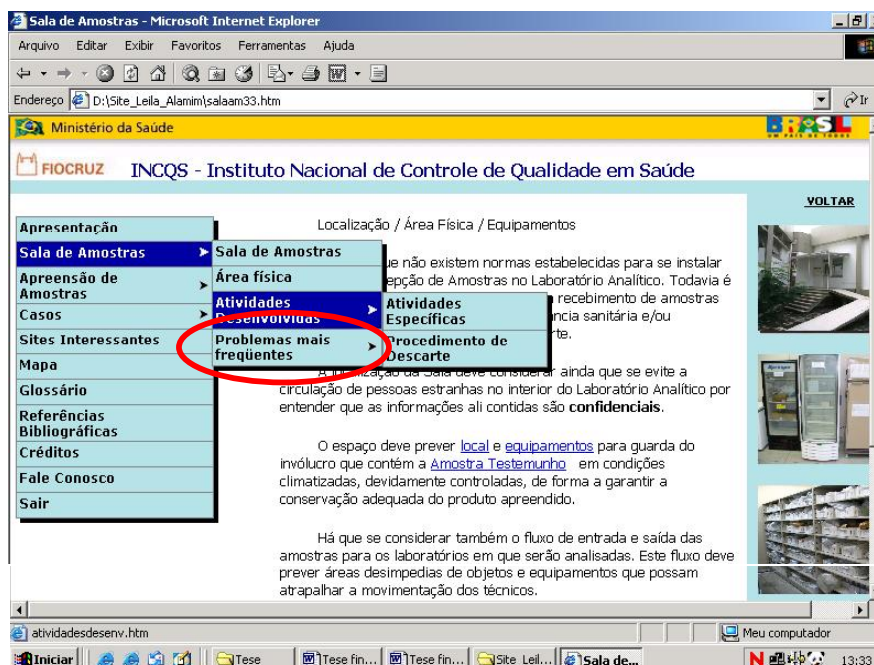 Sala de Amostras - Microsoft Internet Explorer
Arquivo Editar Exibir Favoritos Ferramentas Ajuda
Endereço D:\Site_Leila_Alamim\salaam33.htm Ir
Ministério da Saúde
BRASIL
UM PAÍS DE TODOS
FIOCRUZ INCQS - Instituto Nacional de Controle de Qualidade em Saúde
VOLTAR
Apresentação
Sala de Amostras
Apreensão de
Amostras
Casos
Sites Interessantes
Mapa
Glossário
Referências
Bibliográficas
Créditos
Fale Conosco
Sair
Sala de Amostras
Área física
Atividades
Desenvolvidas
Problemas mais
freqüentes
Atividades
Específicas
Procedimento de
Descarte
Localização / Área Física / Equipamentos
ue não existem normas estabelecidas para se instalar
epção de Amostras no Laboratório Analítico. Todavia é
recebimento de amostras
ncia sanitária e/ou
rte.
A localização da Sala deve considerar ainda que se evite a
circulação de pessoas estranhas no interior do Laboratório Analítico por
entender que as informações ali contidas são confidenciais.
O espaço deve prever local e equipamentos para guarda do
invólucro que contém a Amostra Testemunho em condições
climatizadas, devidamente controladas, de forma a garantir a
conservação adequada do produto apreendido.
Há que se considerar também o fluxo de entrada e saída das
amostras para os laboratórios em que serão analisadas. Este fluxo deve
prever áreas desimpedias de objetos e equipamentos que possam
atrapalhar a movimentação dos técnicos.
atividadesdesenv.htm Meu computador
Iniciar Tese Tese fin... Tese fin... Site Leil... Sala de... 13:33